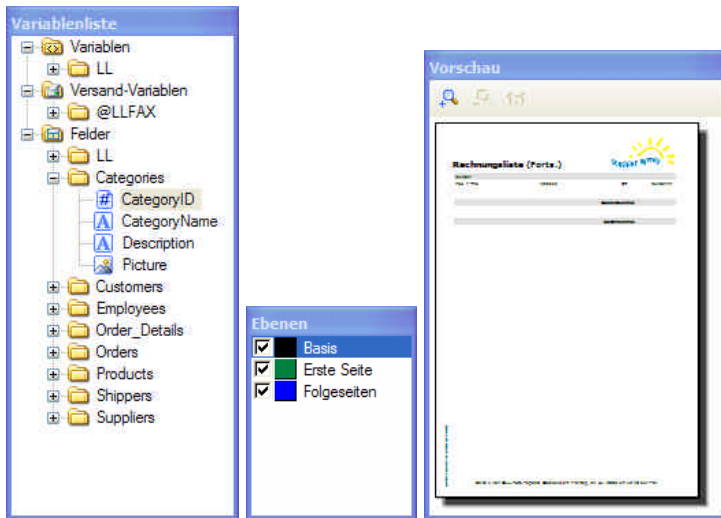 Variablenliste
Variablen
LL
Versand-Variablen
@LLFAX
Felder
LL
Categories
CategoryID
CategoryName
Description
Picture
Customers
Employees
Order_Details
Orders
Products
Shippers
Suppliers
Ebenen
Basis
Erste Seite
Folgeseiten
Vorschau
Rechnungsliste (Forts.)